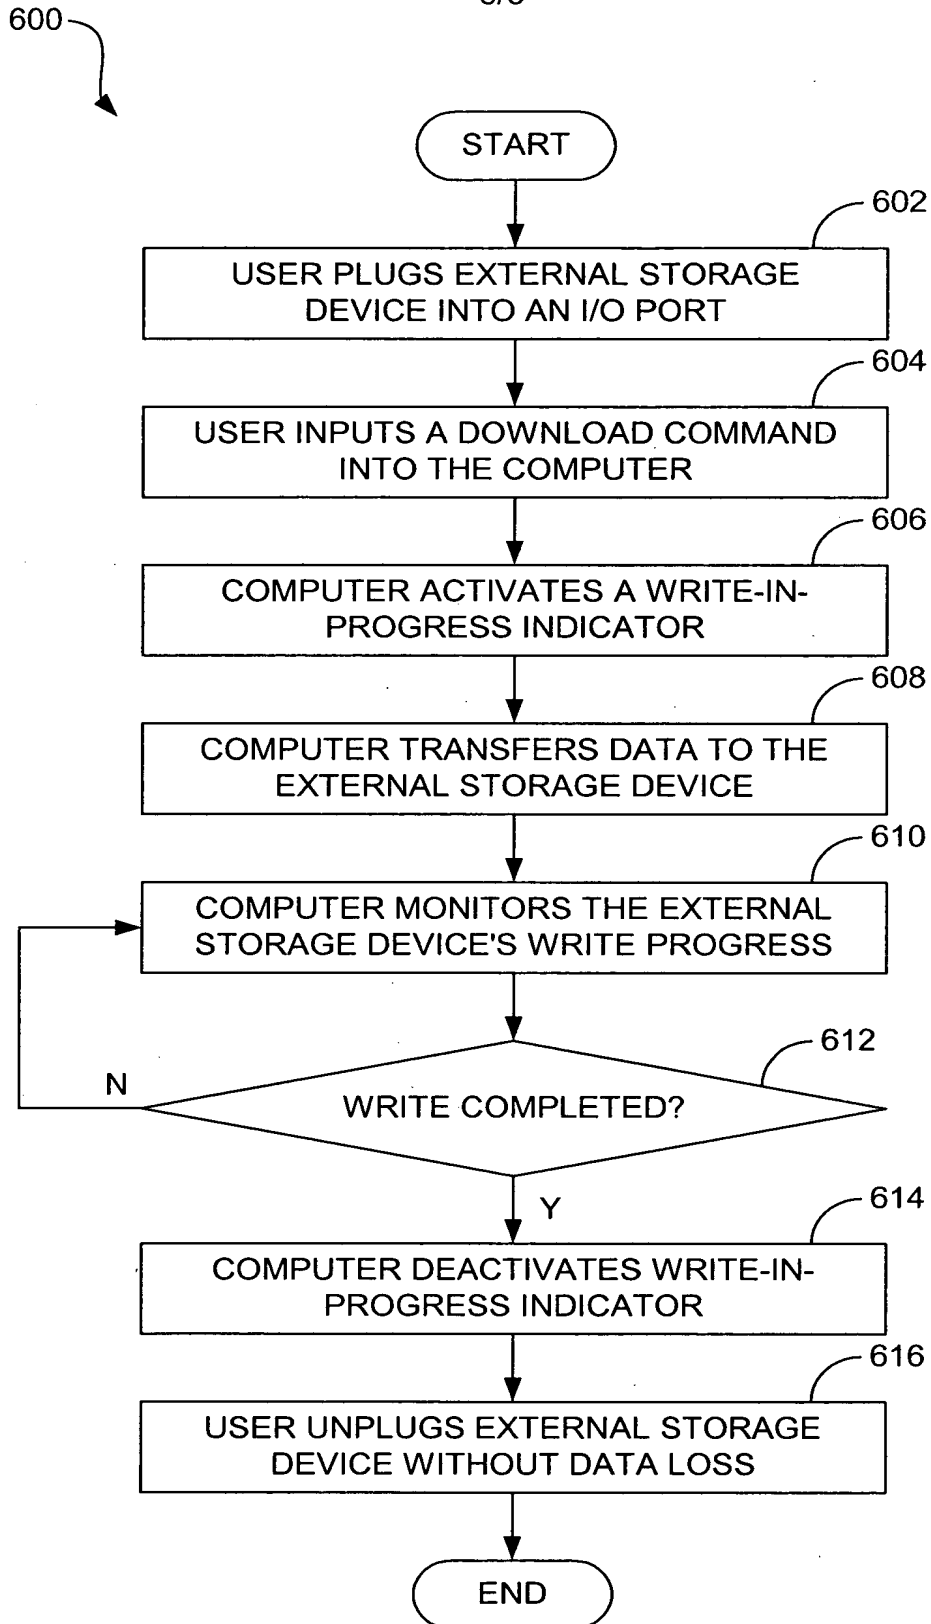 600
START
602
USER PLUGS EXTERNAL STORAGE
DEVICE INTO AN I/O PORT
604
USER INPUTS A DOWNLOAD COMMAND
INTO THE COMPUTER
606
COMPUTER ACTIVATES A WRITE-IN-
PROGRESS INDICATOR
608
COMPUTER TRANSFERS DATA TO THE
EXTERNAL STORAGE DEVICE
610
COMPUTER MONITORS THE EXTERNAL
STORAGE DEVICE'S WRITE PROGRESS
612
N
WRITE COMPLETED?
Y
614
COMPUTER DEACTIVATES WRITE-IN-
PROGRESS INDICATOR
616
USER UNPLUGS EXTERNAL STORAGE
DEVICE WITHOUT DATA LOSS
END